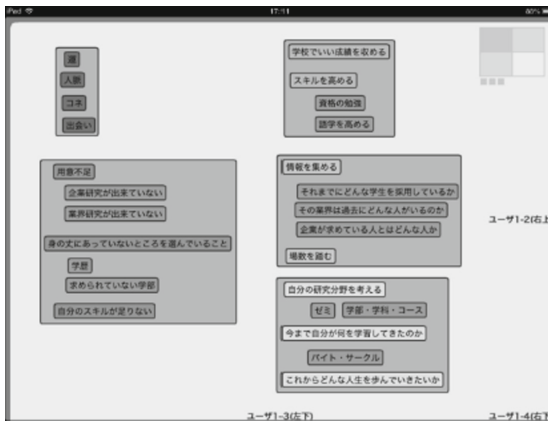 iPad
17:11
80%
運
人脈
コネ
出会い
学校でいい成績を収める
スキルを高める
資格の勉強
語学を高める
用意不足
企業研究が出来ていない
業界研究が出来ていない
身の丈にあっていないところを選んでいること
学歴
求められていない学部
自分のスキルが足りない
情報を集める
それまでにどんな学生を採用しているか
その業界は過去にどんな人がいるのか
企業が求めている人とはどんな人か
場数を踏む
ユーザ1-2(右上
自分の研究分野を考える
ゼミ
学部・学科・コース
今まで自分が何を学習してきたのか
バイト・サークル
これからどんな人生を歩んでいきたいか
ユーザ1-3(左下)
ユーザ1-4(右下